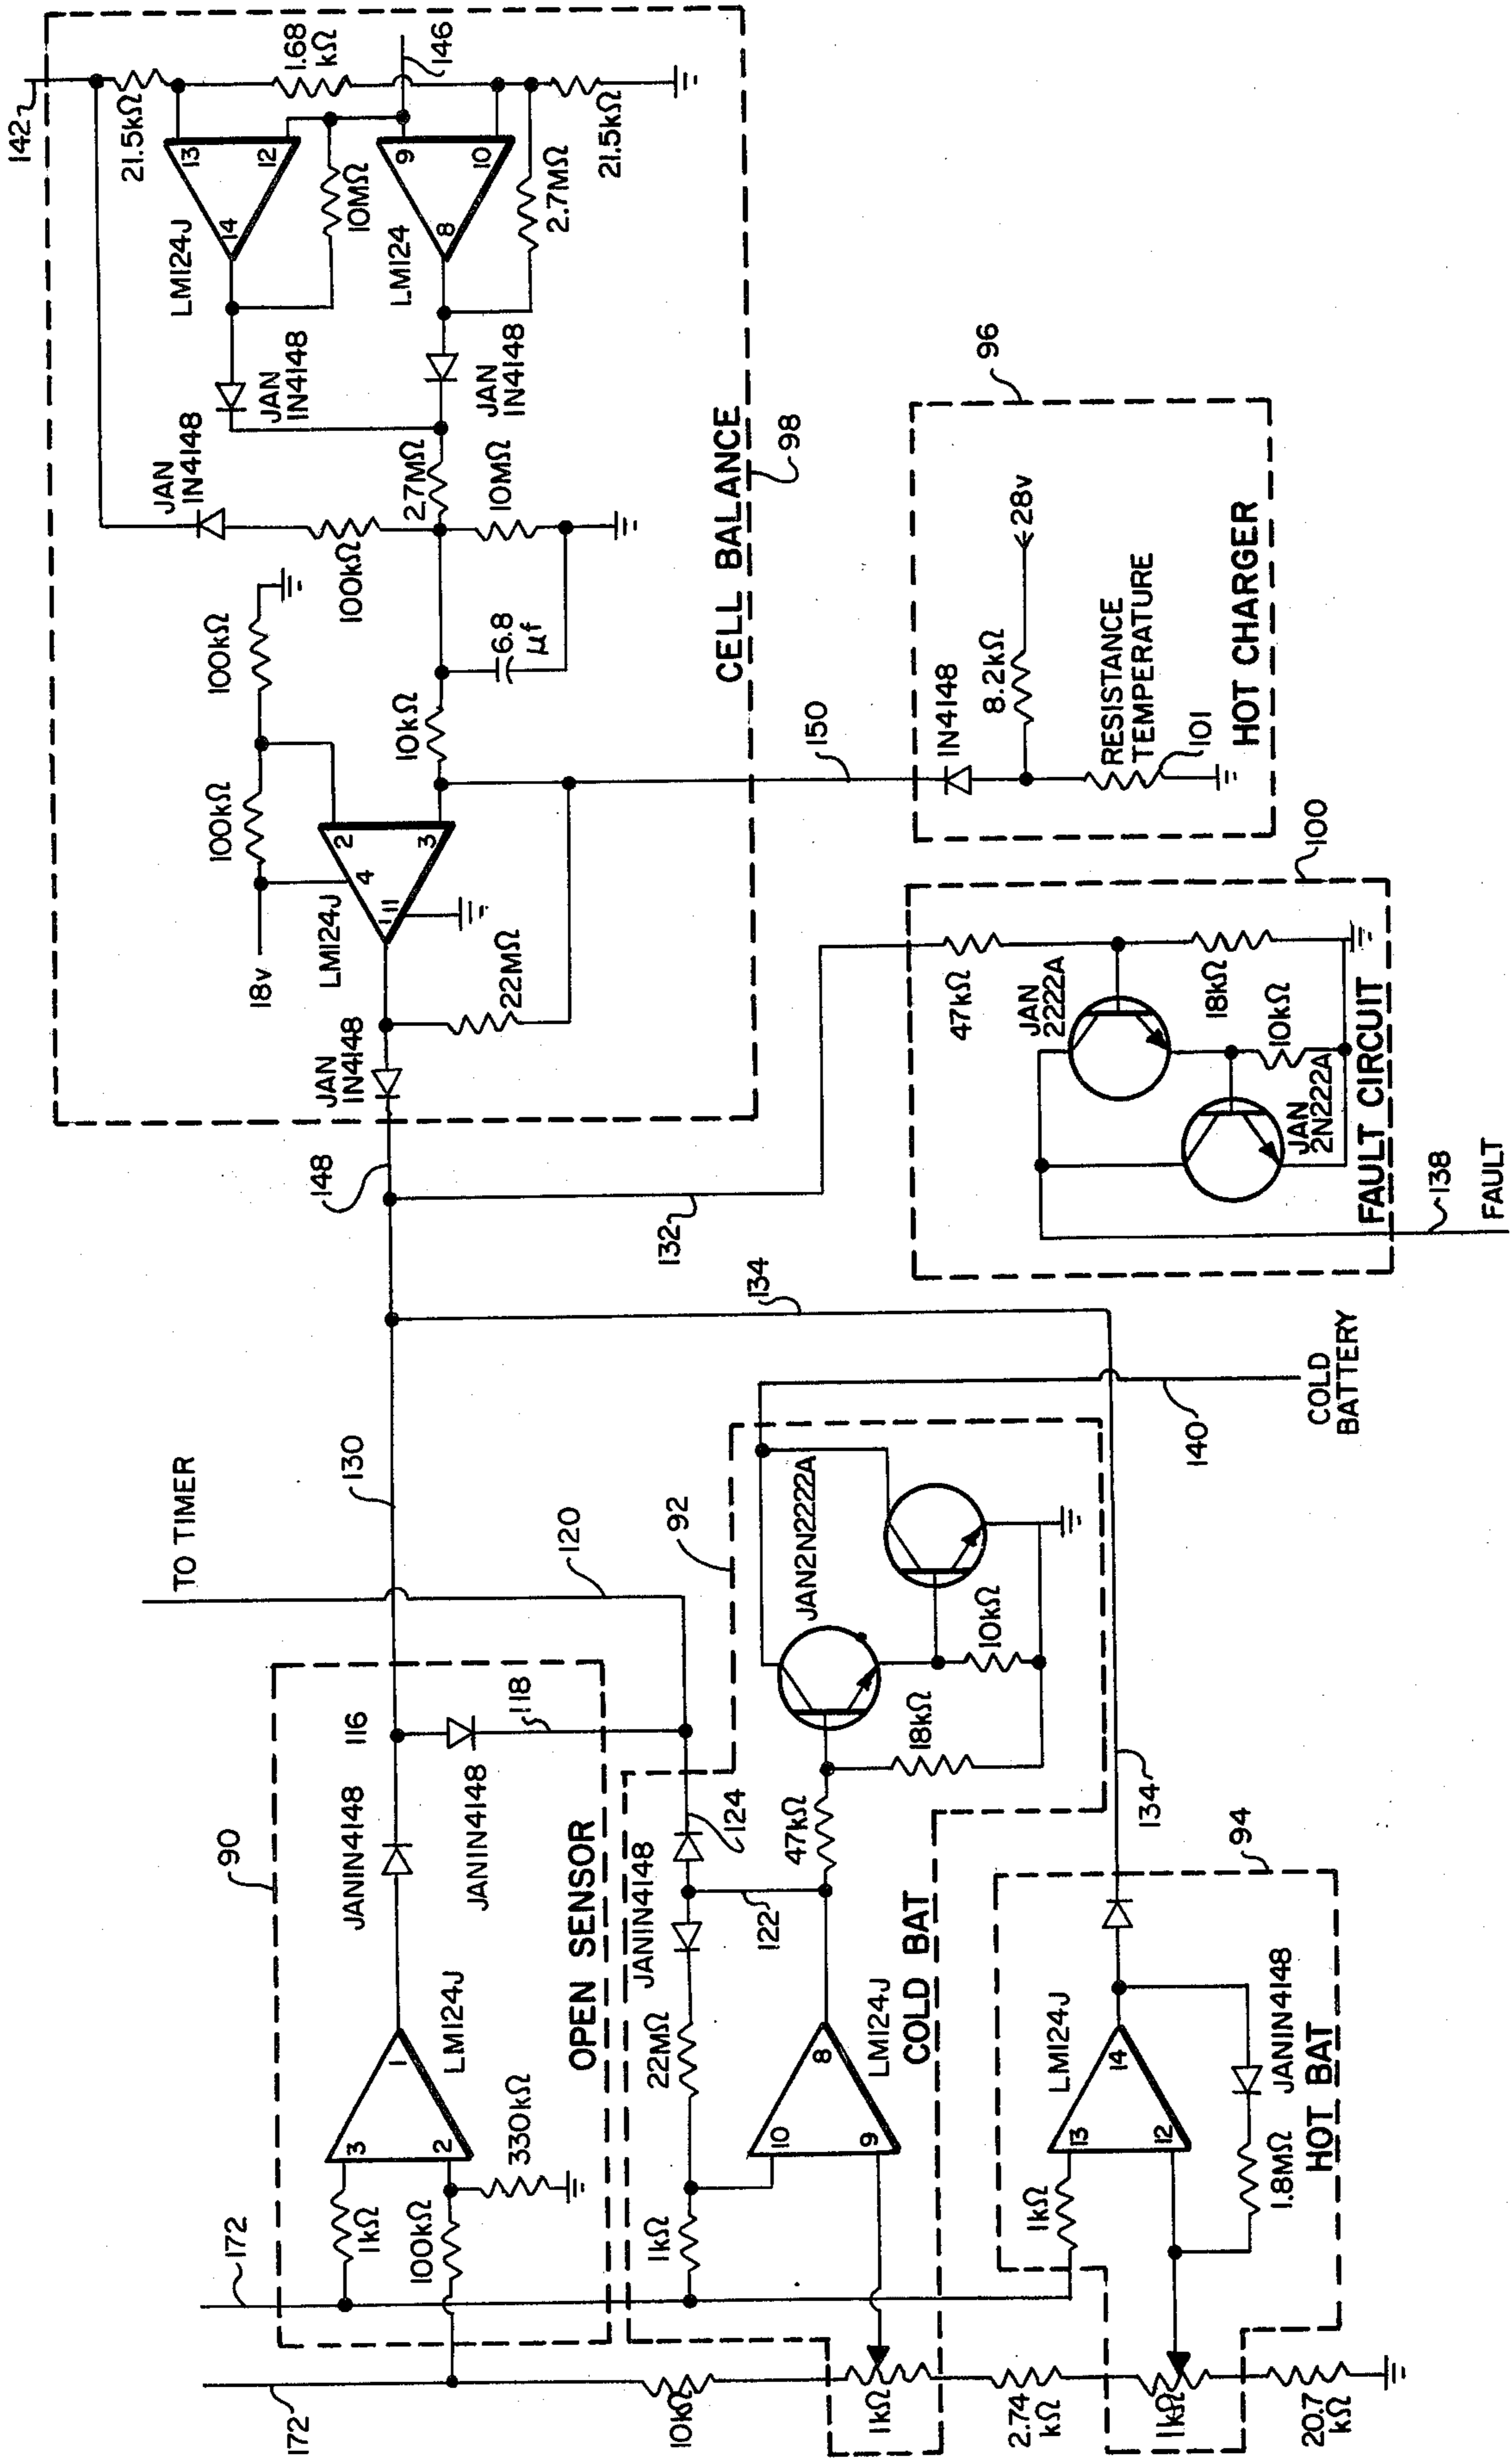 142
21.5kΩ
1.68
kΩ
146
13
12
14
LM124J
10MΩ
9
10
8
LM124
2.7MΩ
21.5kΩ
JAN
1N4148
JAN
1N4148
JAN
1N4148
2.7MΩ
10MΩ
100kΩ
6.8
μf
100kΩ
100kΩ
10kΩ
2
3
4
1
11
18v
LM124J
22MΩ
JAN
1N4148
CELL BALANCE
98
96
28v
8.2kΩ
1N4148
RESISTANCE
TEMPERATURE
101
HOT CHARGER
150
100
47kΩ
JAN
2222A
18kΩ
10kΩ
JAN
2N222A
FAULT CIRCUIT
138
FAULT
148
132
134
130
TO TIMER
120
140
COLD
BATTERY
92
JAN2N2222A
10kΩ
18kΩ
47kΩ
116
118
JAN1N4148
JAN1N4148
90
OPEN SENSOR
LM124J
1
3
2
1kΩ
100kΩ
330kΩ
172
172
124
JAN1N4148
122
22MΩ
1kΩ
10
9
8
LM124J
COLD BAT
134
94
LM124J
14
13
12
1kΩ
JAN1N4148
1.8MΩ
HOT BAT
10kΩ
1kΩ
2.74
kΩ
1kΩ
20.7
kΩ